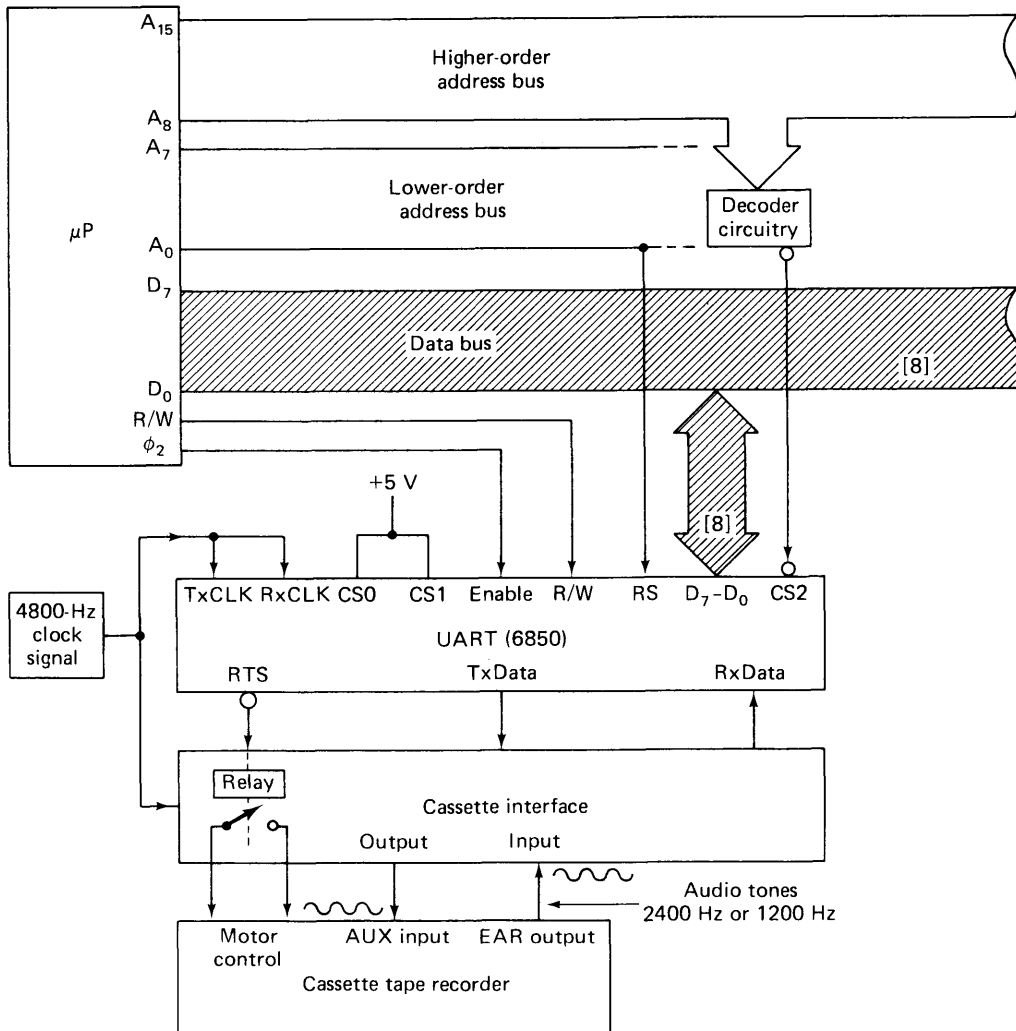 A₁₅
Higher-order
address bus
A₈
A₇
Lower-order
address bus
Decoder
circuitry
μP
A₀
D₇
Data bus
[8]
D₀
R/W
ϕ₂
+5 V
[8]
TxCLK RxCLK CS0 CS1 Enable R/W RS D₇-D₀ CS2
4800-Hz
clock
signal
UART (6850)
RTS TxData RxData
Relay
Cassette interface
Output Input
Audio tones
2400 Hz or 1200 Hz
Motor
control
AUX input EAR output
Cassette tape recorder